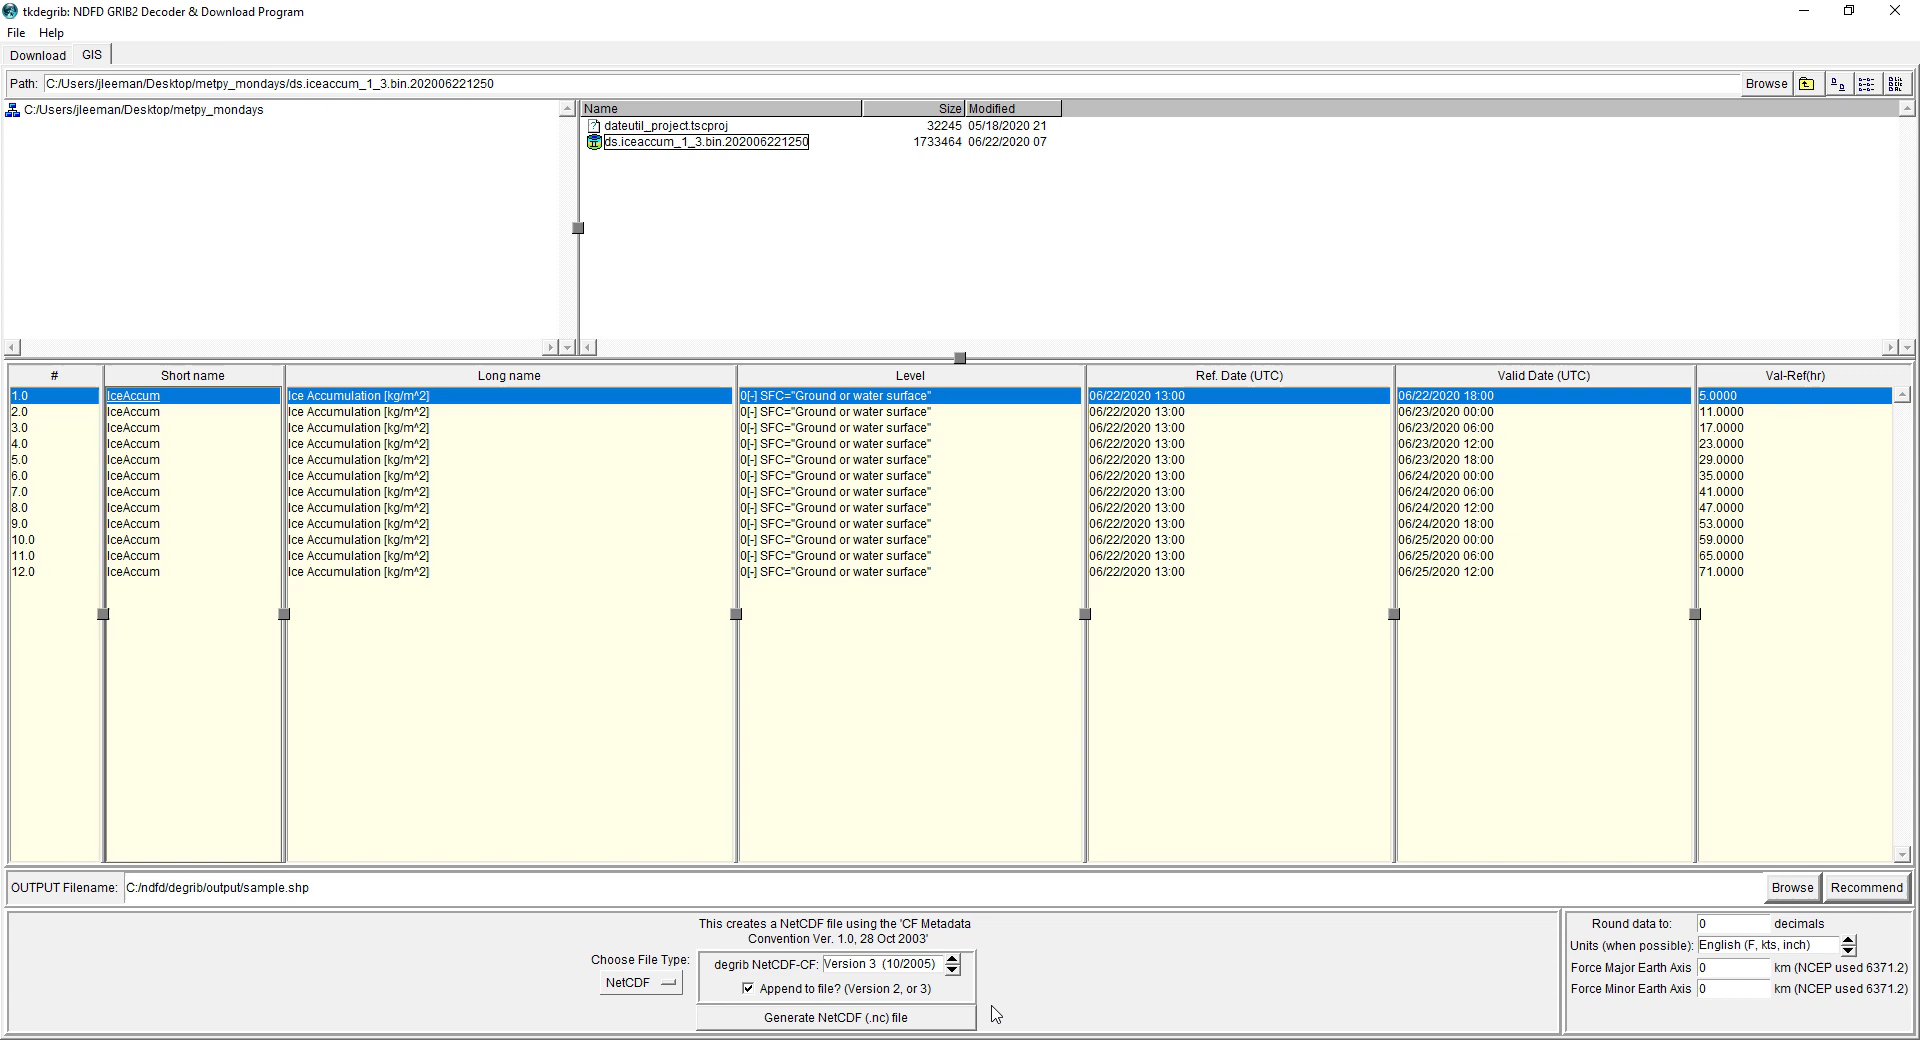 tkdegrib: NDFD GRIB2 Decoder & Download Program
File Help
Download GIS
Path: C:/Users/jleeman/Desktop/metpy_mondays/ds.iceaccum_1_3.bin.202006221250 Browse
C:/Users/jleeman/Desktop/metpy_mondays
Name Size Modified
dateutil_project.tscproj 32245 05/18/2020 21
ds.iceaccum_1_3.bin.202006221250 1733464 06/22/2020 07
# Short name Long name Level Ref. Date (UTC) Valid Date (UTC) Val-Ref(hr)
1.0 IceAccum Ice Accumulation [kg/m^2] 0[-] SFC="Ground or water surface" 06/22/2020 13:00 06/22/2020 18:00 5.0000
2.0 IceAccum Ice Accumulation [kg/m^2] 0[-] SFC="Ground or water surface" 06/22/2020 13:00 06/23/2020 00:00 11.0000
3.0 IceAccum Ice Accumulation [kg/m^2] 0[-] SFC="Ground or water surface" 06/22/2020 13:00 06/23/2020 06:00 17.0000
4.0 IceAccum Ice Accumulation [kg/m^2] 0[-] SFC="Ground or water surface" 06/22/2020 13:00 06/23/2020 12:00 23.0000
5.0 IceAccum Ice Accumulation [kg/m^2] 0[-] SFC="Ground or water surface" 06/22/2020 13:00 06/23/2020 18:00 29.0000
6.0 IceAccum Ice Accumulation [kg/m^2] 0[-] SFC="Ground or water surface" 06/22/2020 13:00 06/24/2020 00:00 35.0000
7.0 IceAccum Ice Accumulation [kg/m^2] 0[-] SFC="Ground or water surface" 06/22/2020 13:00 06/24/2020 06:00 41.0000
8.0 IceAccum Ice Accumulation [kg/m^2] 0[-] SFC="Ground or water surface" 06/22/2020 13:00 06/24/2020 12:00 47.0000
9.0 IceAccum Ice Accumulation [kg/m^2] 0[-] SFC="Ground or water surface" 06/22/2020 13:00 06/24/2020 18:00 53.0000
10.0 IceAccum Ice Accumulation [kg/m^2] 0[-] SFC="Ground or water surface" 06/22/2020 13:00 06/25/2020 00:00 59.0000
11.0 IceAccum Ice Accumulation [kg/m^2] 0[-] SFC="Ground or water surface" 06/22/2020 13:00 06/25/2020 06:00 65.0000
12.0 IceAccum Ice Accumulation [kg/m^2] 0[-] SFC="Ground or water surface" 06/22/2020 13:00 06/25/2020 12:00 71.0000
OUTPUT Filename: C:/ndfd/degrib/output/sample.shp Browse Recommend
This creates a NetCDF file using the 'CF Metadata
Convention Ver. 1.0, 28 Oct 2003'
Choose File Type:
NetCDF
degrib NetCDF-CF: Version 3 (10/2005)
Append to file? (Version 2, or 3)
Generate NetCDF (.nc) file
Round data to: 0 decimals
Units (when possible): English (F, kts, inch)
Force Major Earth Axis 0 km (NCEP used 6371.2)
Force Minor Earth Axis 0 km (NCEP used 6371.2)